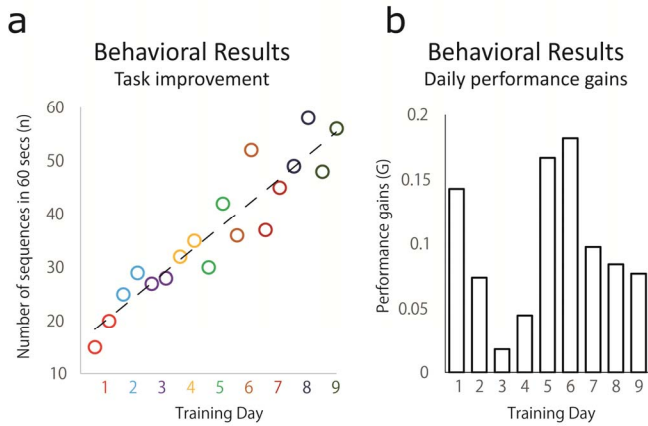 a
Behavioral Results
Task improvement
Number of sequences in 60 secs (n)
60
50
40
30
20
10
1 2 3 4 5 6 7 8 9
Training Day
b
Behavioral Results
Daily performance gains
Performance gains (G)
0.2
0.15
0.1
0.05
0
1 2 3 4 5 6 7 8 9
Training Day